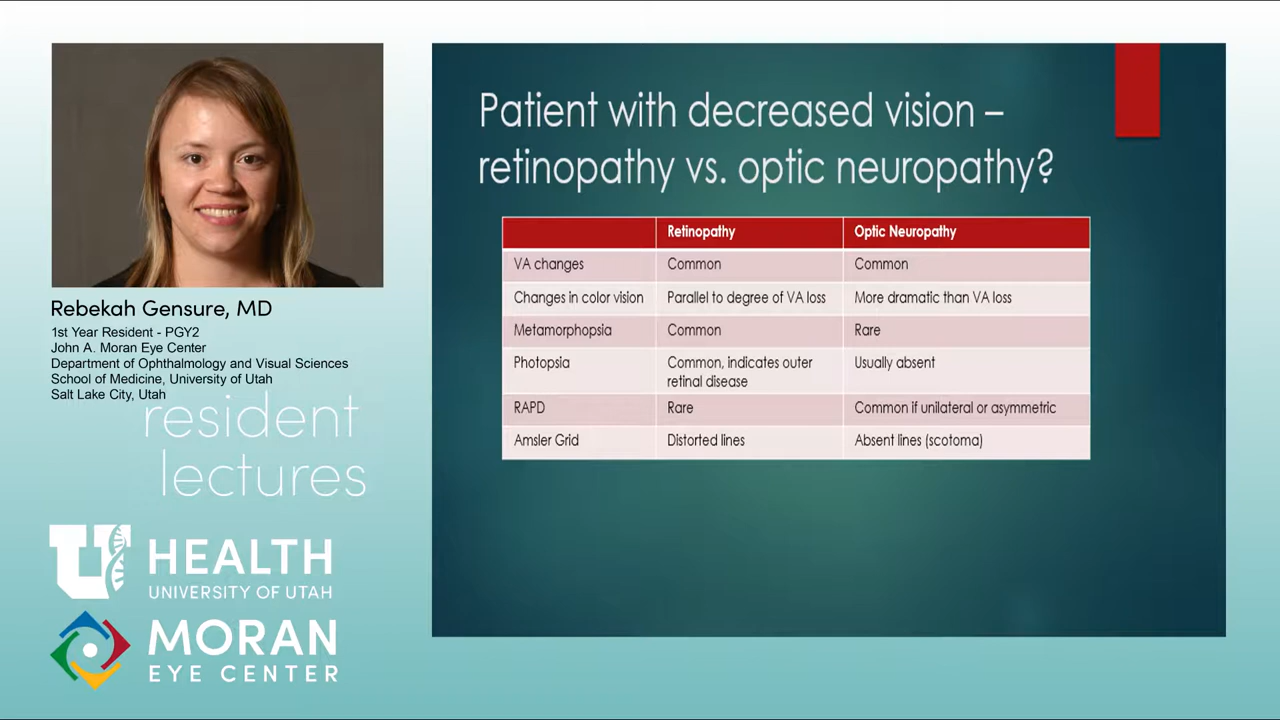 Rebekah Gensure, MD
1st Year Resident - PGY2
John A. Moran Eye Center
Department of Ophthalmology and Visual Sciences
School of Medicine, University of Utah
Salt Lake City, Utah
resident
lectures
U HEALTH
UNIVERSITY OF UTAH
MORAN
EYE CENTER
Patient with decreased vision –
retinopathy vs. optic neuropathy?
Retinopathy Optic Neuropathy
VA changes Common Common
Changes in color vision Parallel to degree of VA loss More dramatic than VA loss
Metamorphopsia Common Rare
Photopsia Common, indicates outer Usually absent
retinal disease
RAPD Rare Common if unilateral or asymmetric
Amsler Grid Distorted lines Absent lines (scotoma)